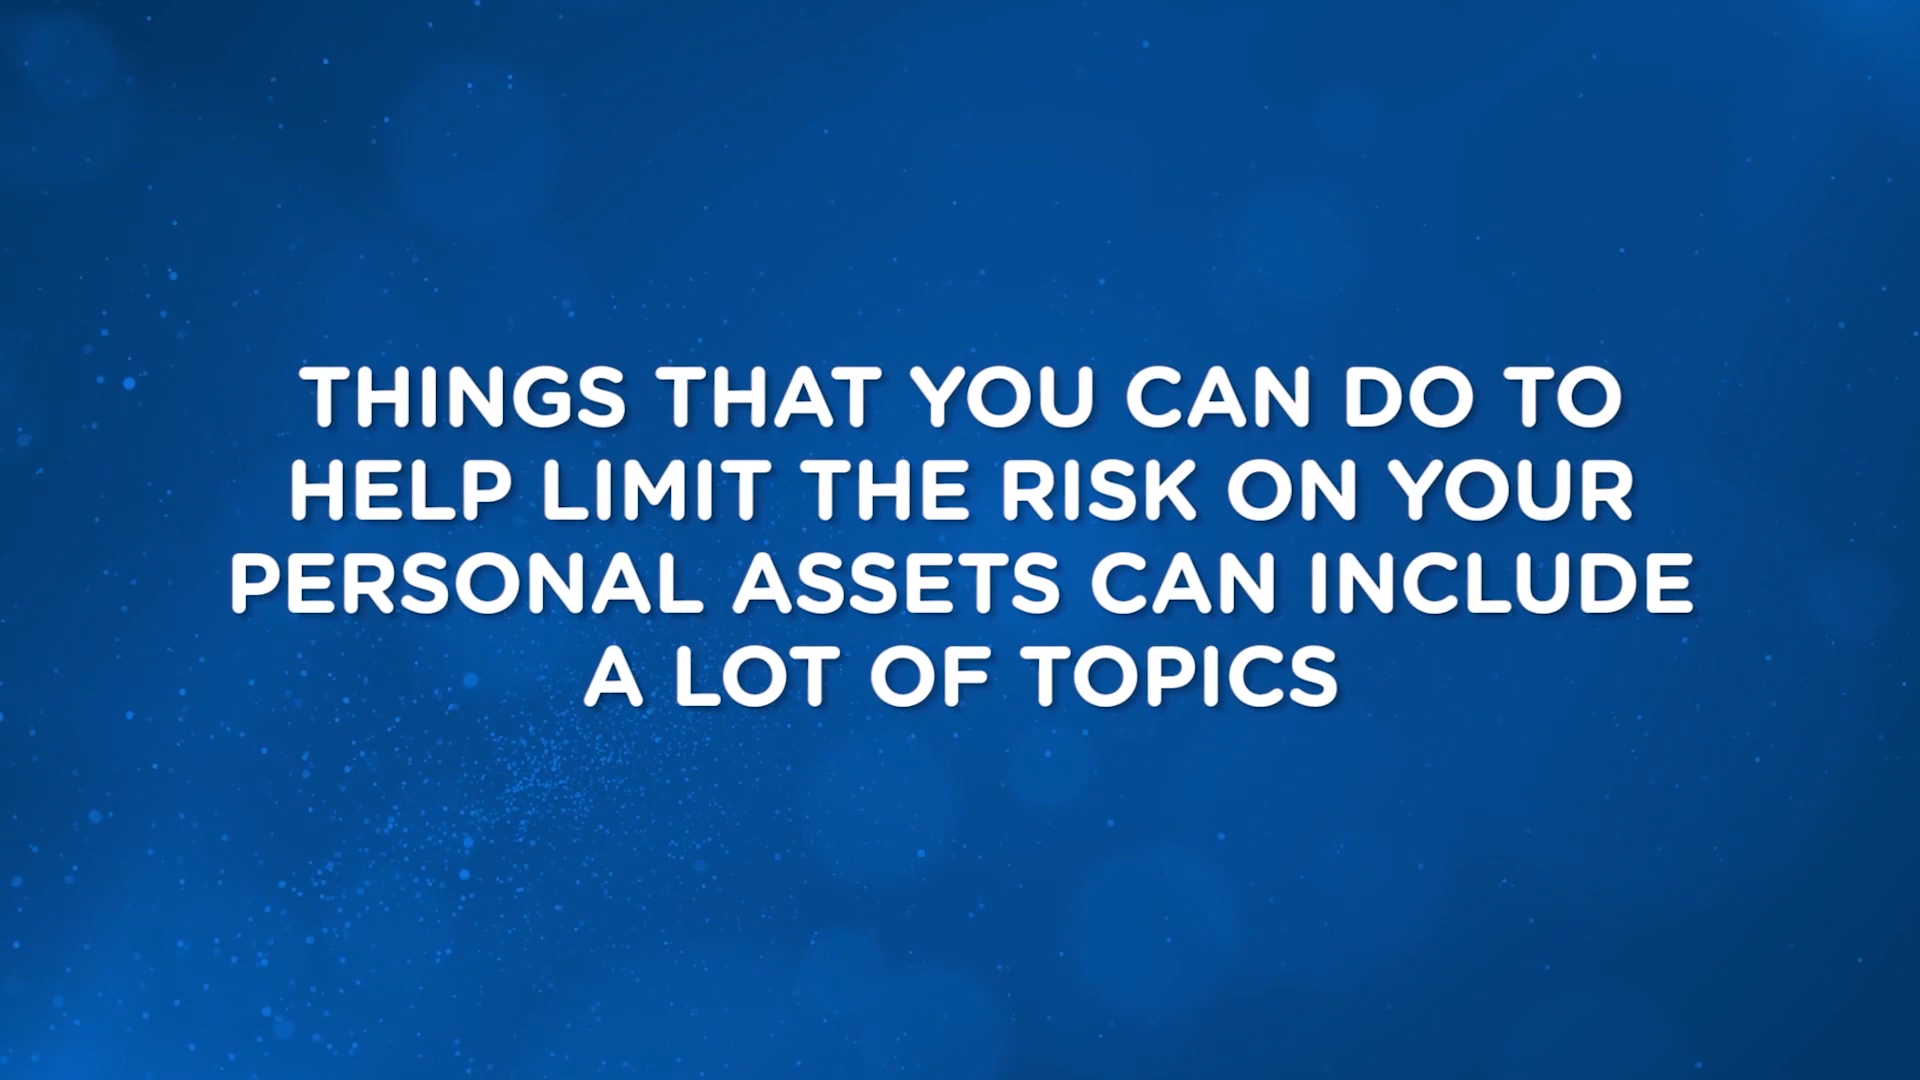 THINGS THAT YOU CAN DO TO
HELP LIMIT THE RISK ON YOUR
PERSONAL ASSETS CAN INCLUDE
A LOT OF TOPICS